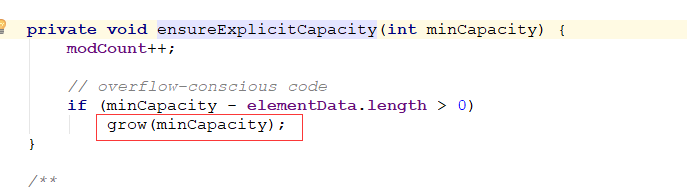 private void ensureExplicitCapacity(int minCapacity) {
modCount++;
// overflow-conscious code
if (minCapacity - elementData.length > 0)
grow(minCapacity);
}
/**